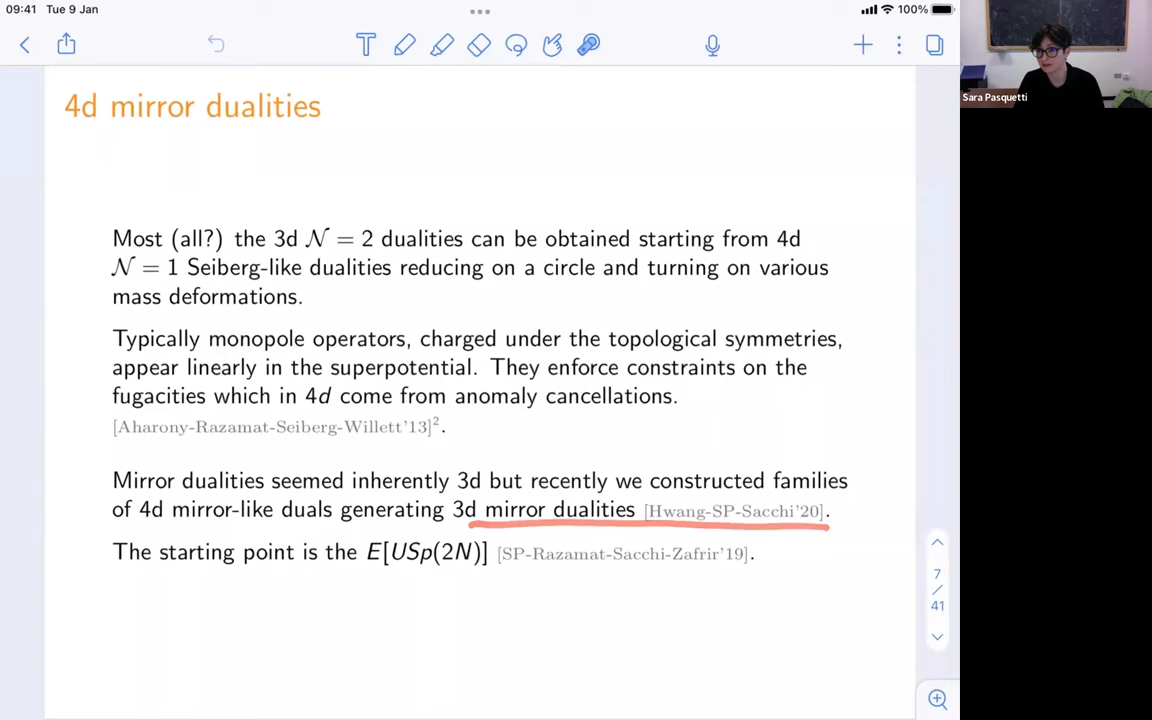 09:41 Tue 9 Jan
100%
4d mirror dualities
Sara Pasquetti
Most (all?) the 3d 𝒩 = 2 dualities can be obtained starting from 4d
𝒩 = 1 Seiberg-like dualities reducing on a circle and turning on various
mass deformations.
Typically monopole operators, charged under the topological symmetries,
appear linearly in the superpotential. They enforce constraints on the
fugacities which in 4d come from anomaly cancellations.
[Aharony-Razamat-Seiberg-Willett'13]².
Mirror dualities seemed inherently 3d but recently we constructed families
of 4d mirror-like duals generating 3d mirror dualities [Hwang-SP-Sacchi'20].
The starting point is the E[USp(2N)] [SP-Razamat-Sacchi-Zafrir'19].
7
/
41